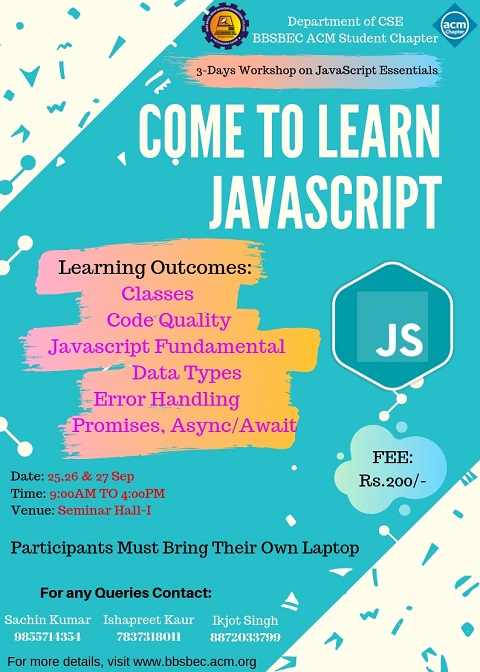 Department of CSE
BBSBEC ACM Student Chapter
acm
Chapter
3-Days Workshop on JavaScript Essentials
COME TO LEARN
JAVASCRIPT
Learning Outcomes:
Classes
Code Quality
Javascript Fundamental
Data Types
Error Handling
Promises, Async/Await
JS
FEE:
Rs.200/-
Date: 25,26 & 27 Sep
Time: 9:00AM TO 4:00PM
Venue: Seminar Hall-I
Participants Must Bring Their Own Laptop
For any Queries Contact:
Sachin Kumar Ishapreet Kaur Ikjot Singh
9855714354 7837318011 8872033799
For more details, visit www.bbsbec.acm.org